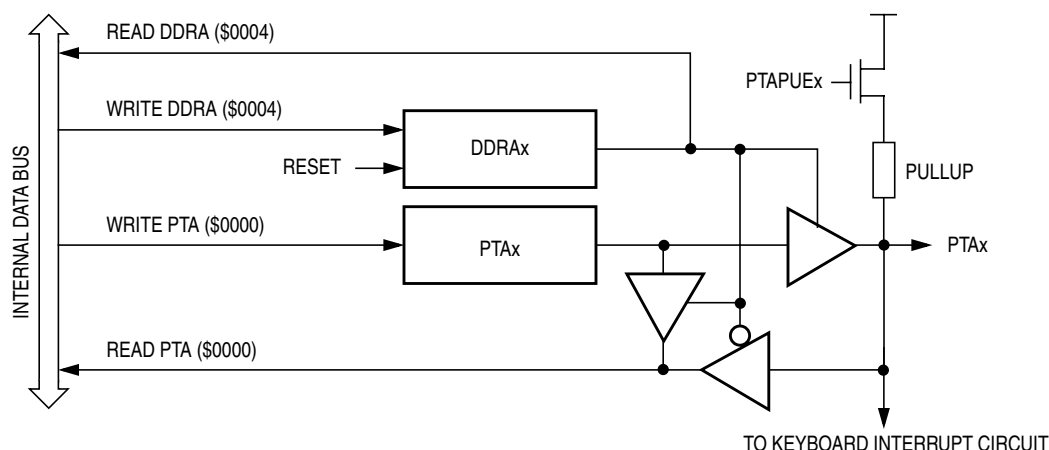 READ DDRA ($0004)
PTAPUEx
WRITE DDRA ($0004)
DDRAx
RESET
PULLUP
INTERNAL DATA BUS
WRITE PTA ($0000)
PTAx
PTAx
READ PTA ($0000)
TO KEYBOARD INTERRUPT CIRCUIT